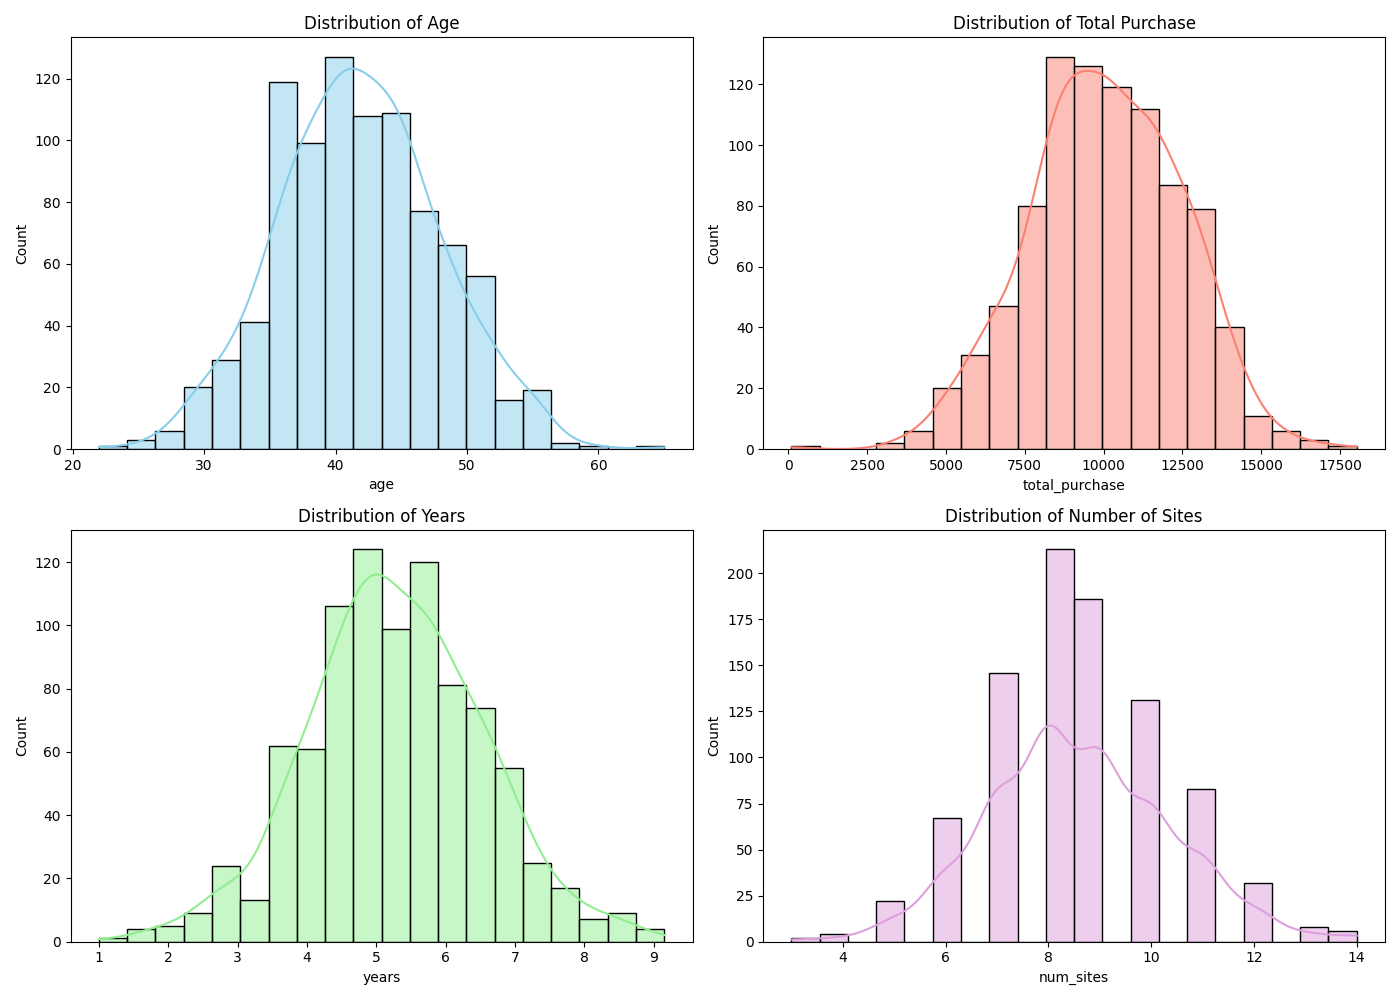 Distribution of Age
120
100
80
60
40
20
0
Count
20 30 40 50 60
age
Distribution of Total Purchase
120
100
80
60
40
20
0
Count
0 2500 5000 7500 10000 12500 15000 17500
total_purchase
Distribution of Years
120
100
80
60
40
20
0
Count
1 2 3 4 5 6 7 8 9
years
Distribution of Number of Sites
200
175
150
125
100
75
50
25
0
Count
4 6 8 10 12 14
num_sites